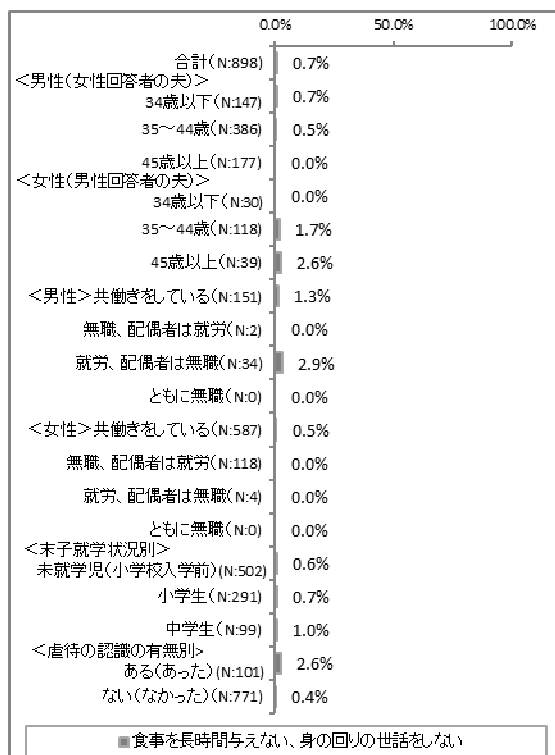 0.0% 50.0% 100.0%
合計(N:898) 0.7%
<男性(女性回答者の夫)>
34歳以下(N:147) 0.7%
35～44歳(N:386) 0.5%
45歳以上(N:177) 0.0%
<女性(男性回答者の夫)>
34歳以下(N:30) 0.0%
35～44歳(N:118) 1.7%
45歳以上(N:39) 2.6%
<男性>共働きをしている(N:151) 1.3%
無職、配偶者は就労(N:2) 0.0%
就労、配偶者は無職(N:34) 2.9%
ともに無職(N:0) 0.0%
<女性>共働きをしている(N:587) 0.5%
無職、配偶者は就労(N:118) 0.0%
就労、配偶者は無職(N:4) 0.0%
ともに無職(N:0) 0.0%
<末子就学状況別>
未就学児(小学校入学前)(N:502) 0.6%
小学生(N:291) 0.7%
中学生(N:99) 1.0%
<虐待の認識の有無別>
ある(あった)(N:101) 2.6%
ない(なかった)(N:771) 0.4%
食事を長時間与えない、身の回りの世話をしない